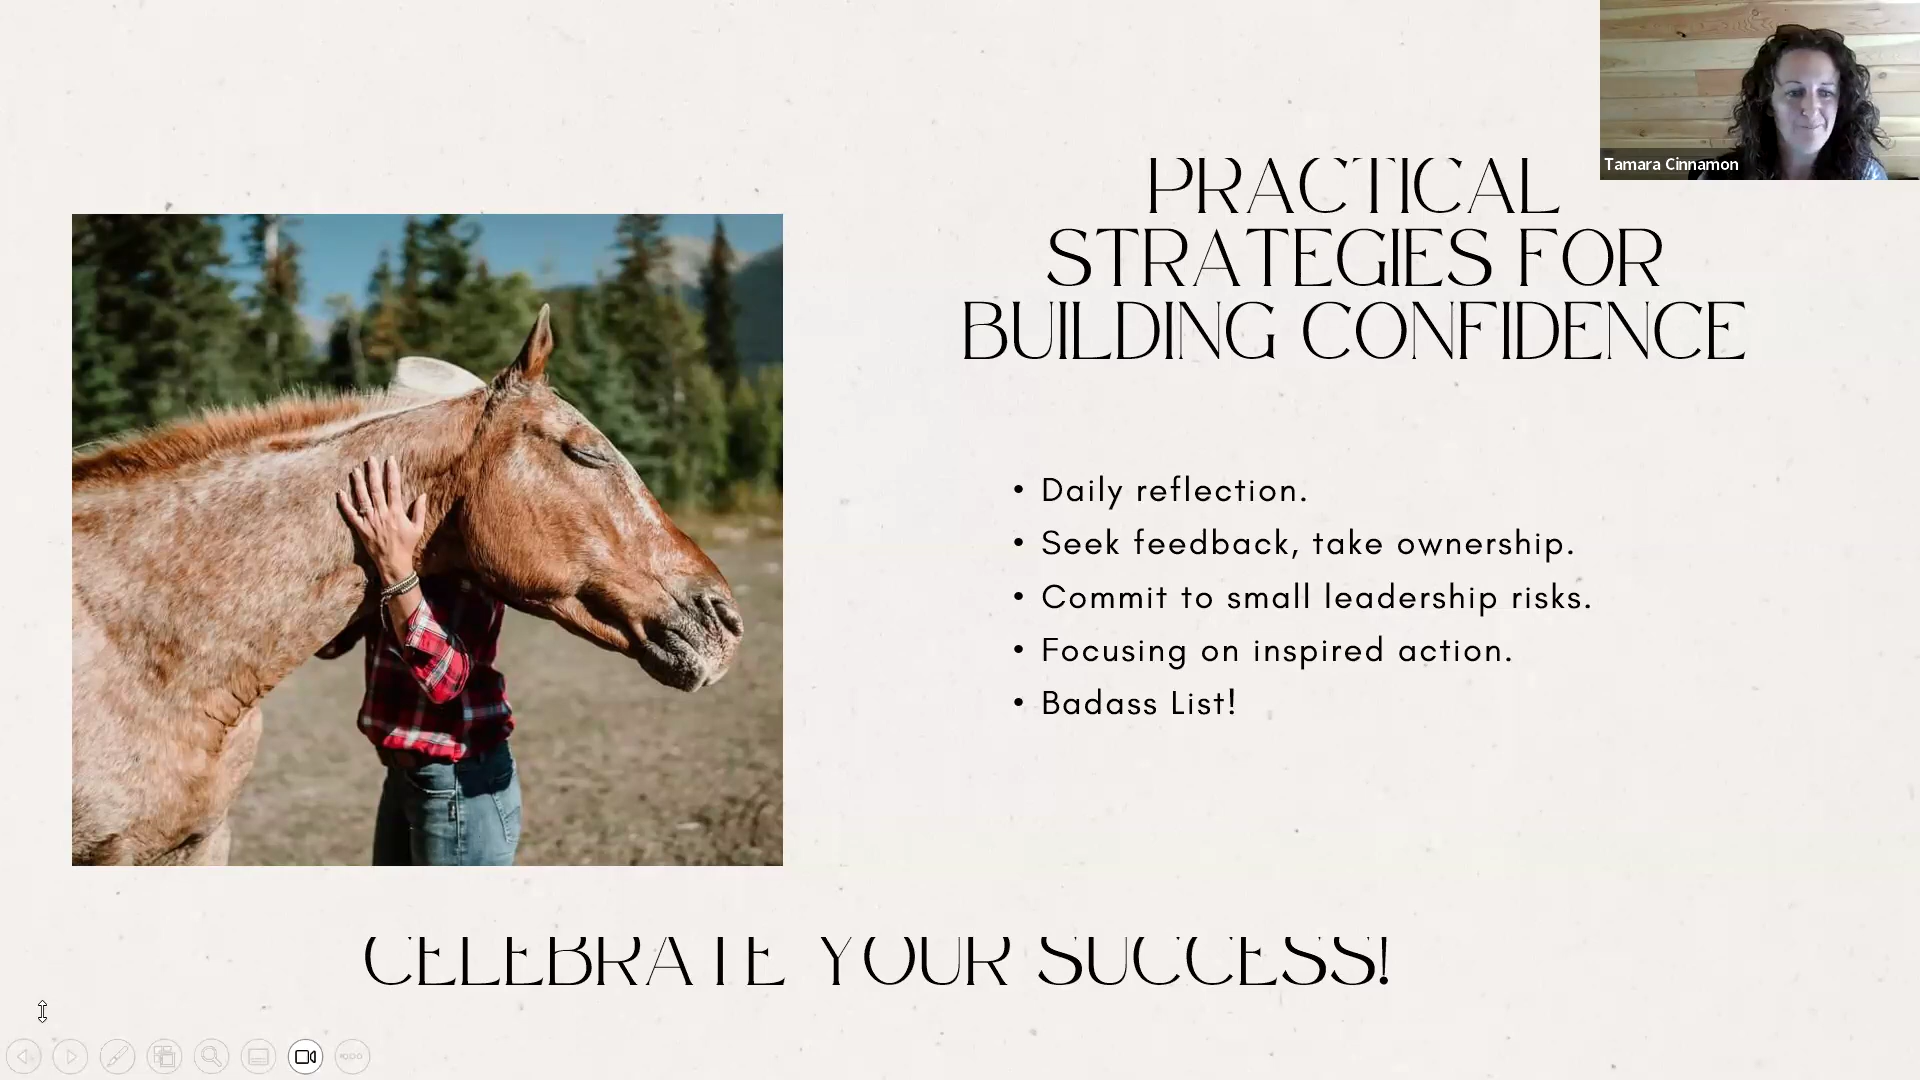 Tamara Cinnamon
PRACTICAL
STRATEGIES FOR
BUILDING CONFIDENCE
• Daily reflection.
• Seek feedback, take ownership.
• Commit to small leadership risks.
• Focusing on inspired action.
• Badass List!
CELEBRATE YOUR SUCCESS!